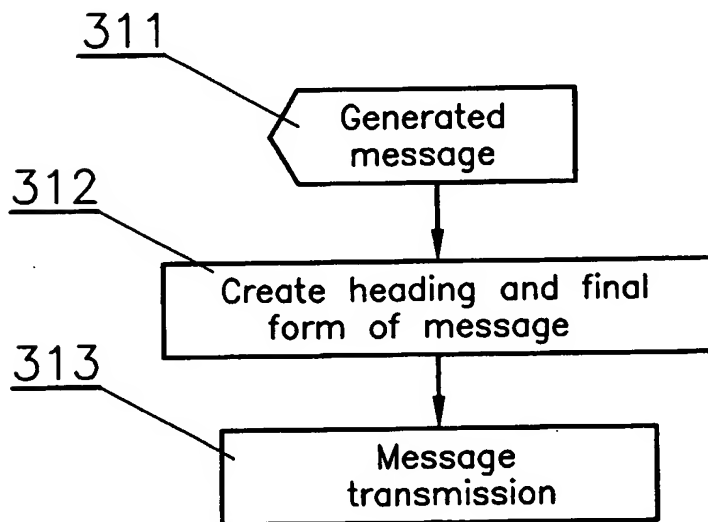 311
Generated
message
312
Create heading and final
form of message
313
Message
transmission